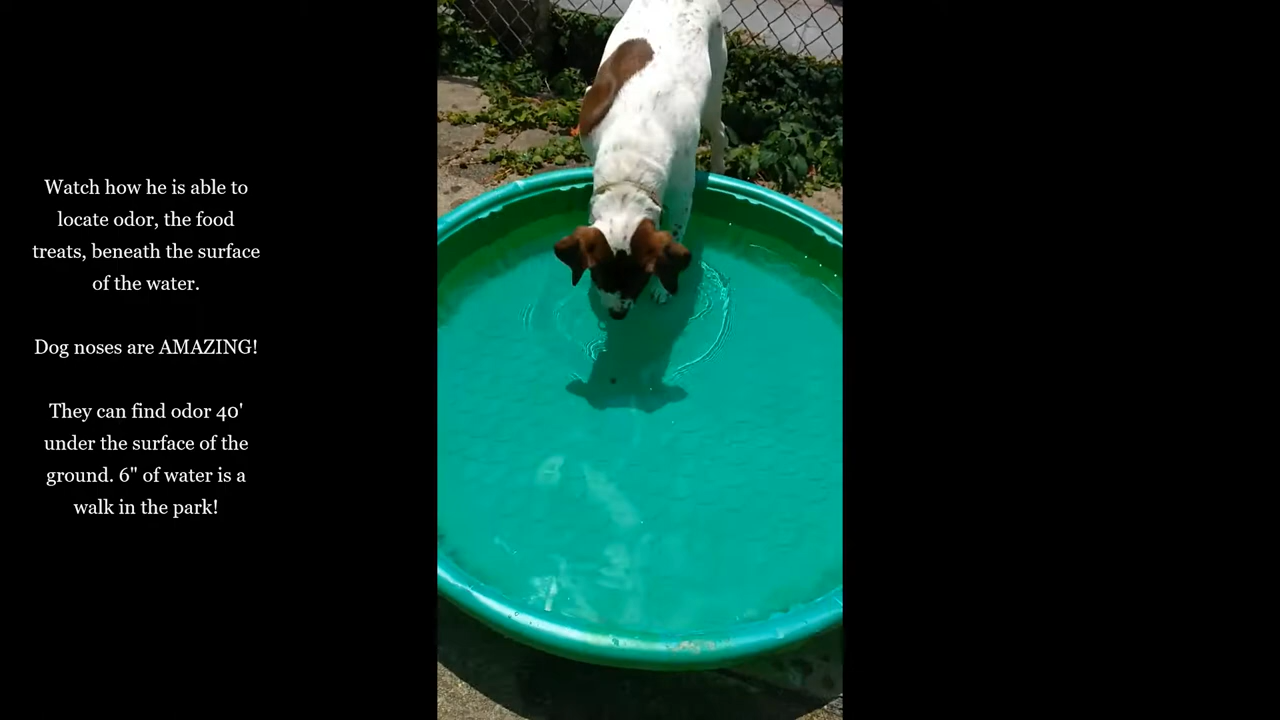 Watch how he is able to
locate odor, the food
treats, beneath the surface
of the water.
Dog noses are AMAZING!
They can find odor 40'
under the surface of the
ground. 6" of water is a
walk in the park!